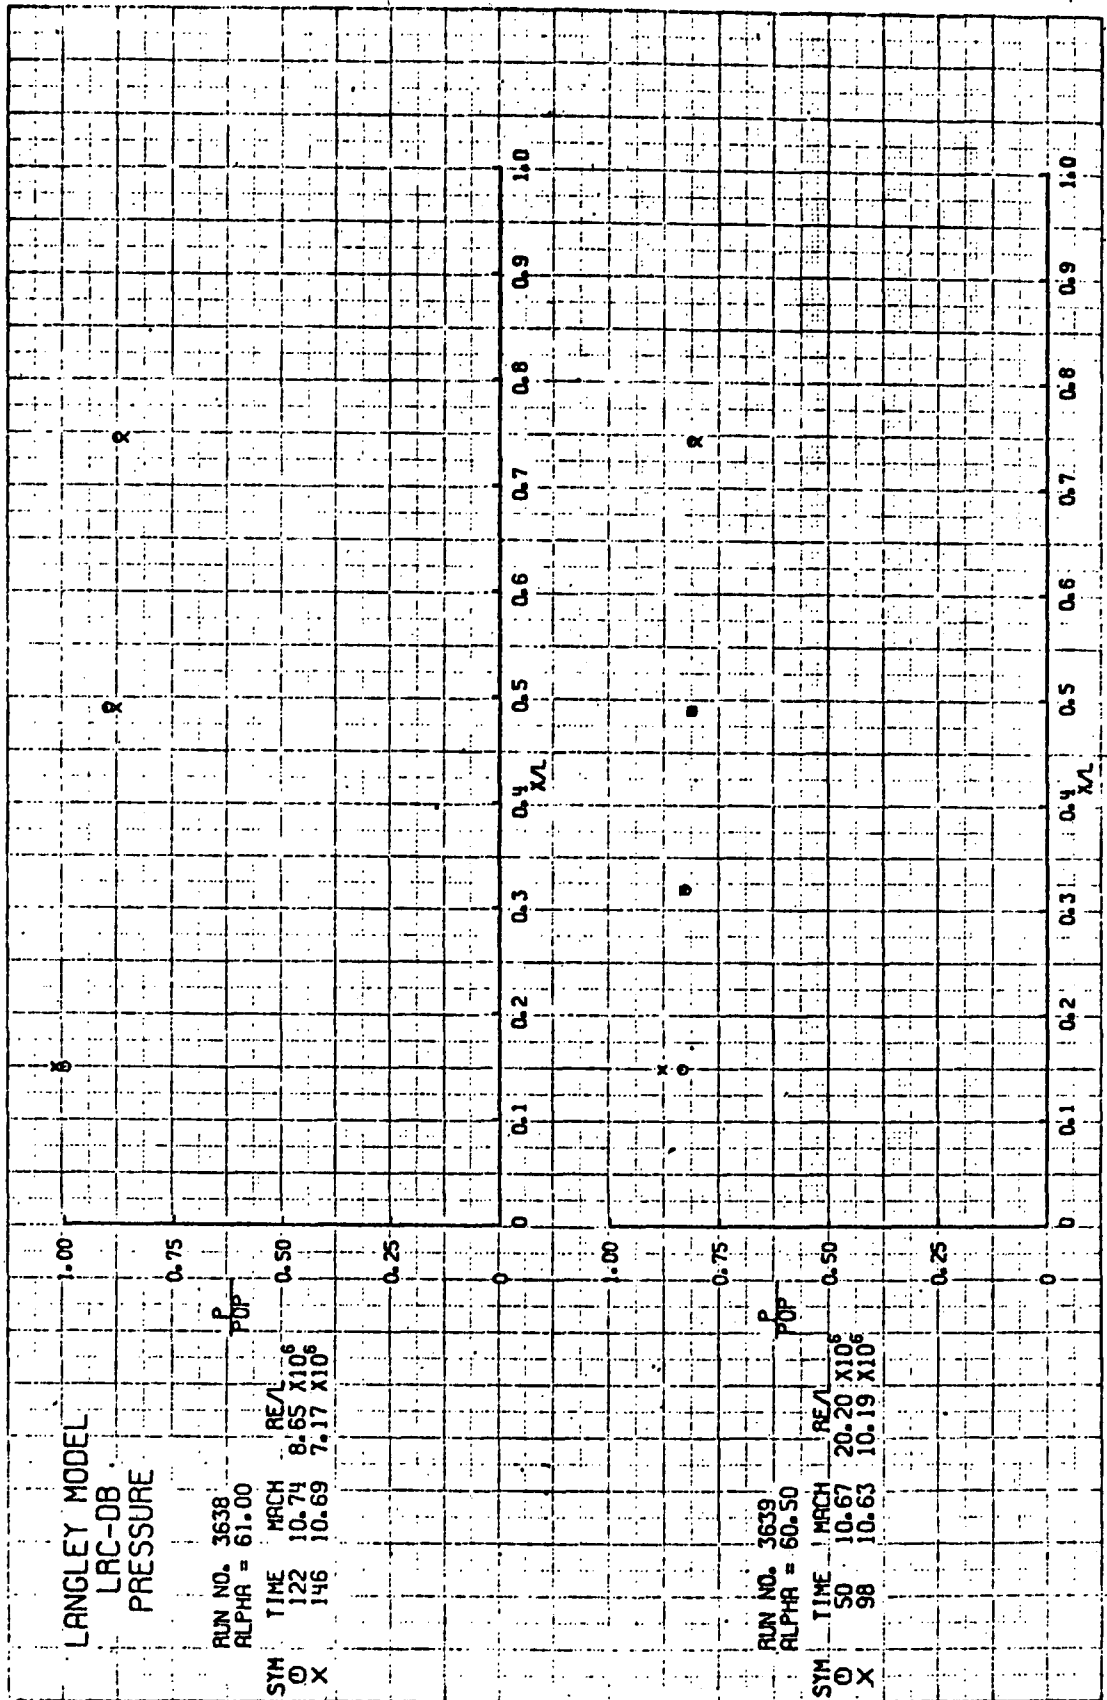 LANGLEY MODEL
LRC-DB
PRESSURE
RUN NO. 3638
ALPHA = 61.00
SYM TIME MACH RE/L
O 122 10.74 8.65 X10⁶
X 146 10.69 7.17 X10⁶
P
POP
1.00
0.75
0.50
0.25
0
0 0.1 0.2 0.3 0.4 0.5 0.6 0.7 0.8 0.9 1.0
X/L
RUN NO. 3639
ALPHA = 60.50
SYM TIME MACH RE/L
O 50 10.67 20.20 X10⁶
X 98 10.63 10.19 X10⁶
P
POP
1.00
0.75
0.50
0.25
0
0 0.1 0.2 0.3 0.4 0.5 0.6 0.7 0.8 0.9 1.0
X/L